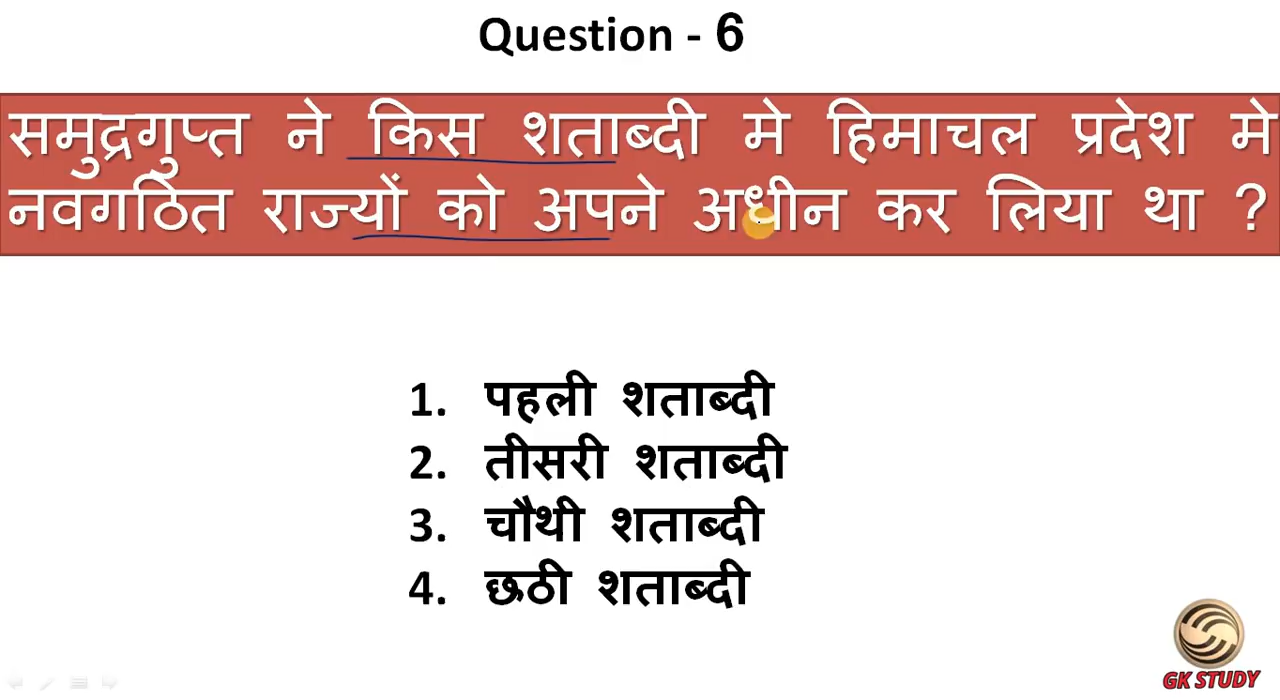 Question - 6
समुद्रगुप्त ने किस शताब्दी मे हिमाचल प्रदेश मे
नवगठित राज्यों को अपने अधीन कर लिया था ?
1. पहली शताब्दी
2. तीसरी शताब्दी
3. चौथी शताब्दी
4. छठी शताब्दी
GK STUDY